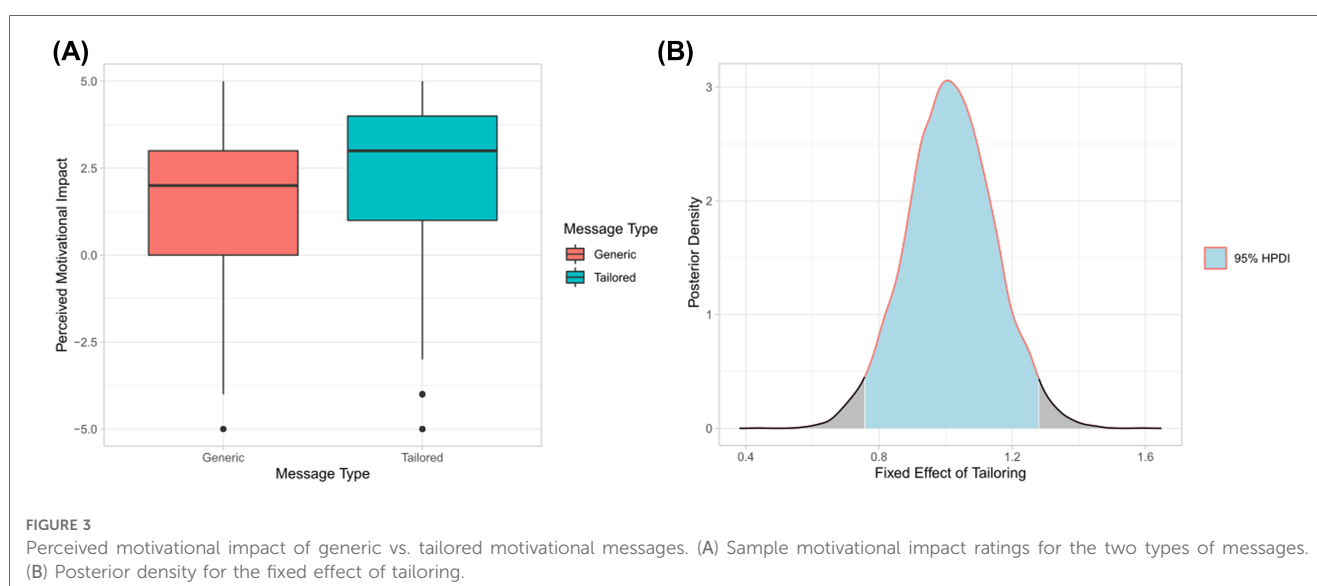 (A)
5.0
2.5
0.0
−2.5
−5.0
Perceived Motivational Impact
Generic
Tailored
Message Type
Message Type
Generic
Tailored
(B)
3
2
1
0
Posterior Density
0.4
0.8
1.2
1.6
Fixed Effect of Tailoring
95% HPDI
FIGURE 3
Perceived motivational impact of generic vs. tailored motivational messages. (A) Sample motivational impact ratings for the two types of messages.
(B) Posterior density for the fixed effect of tailoring.